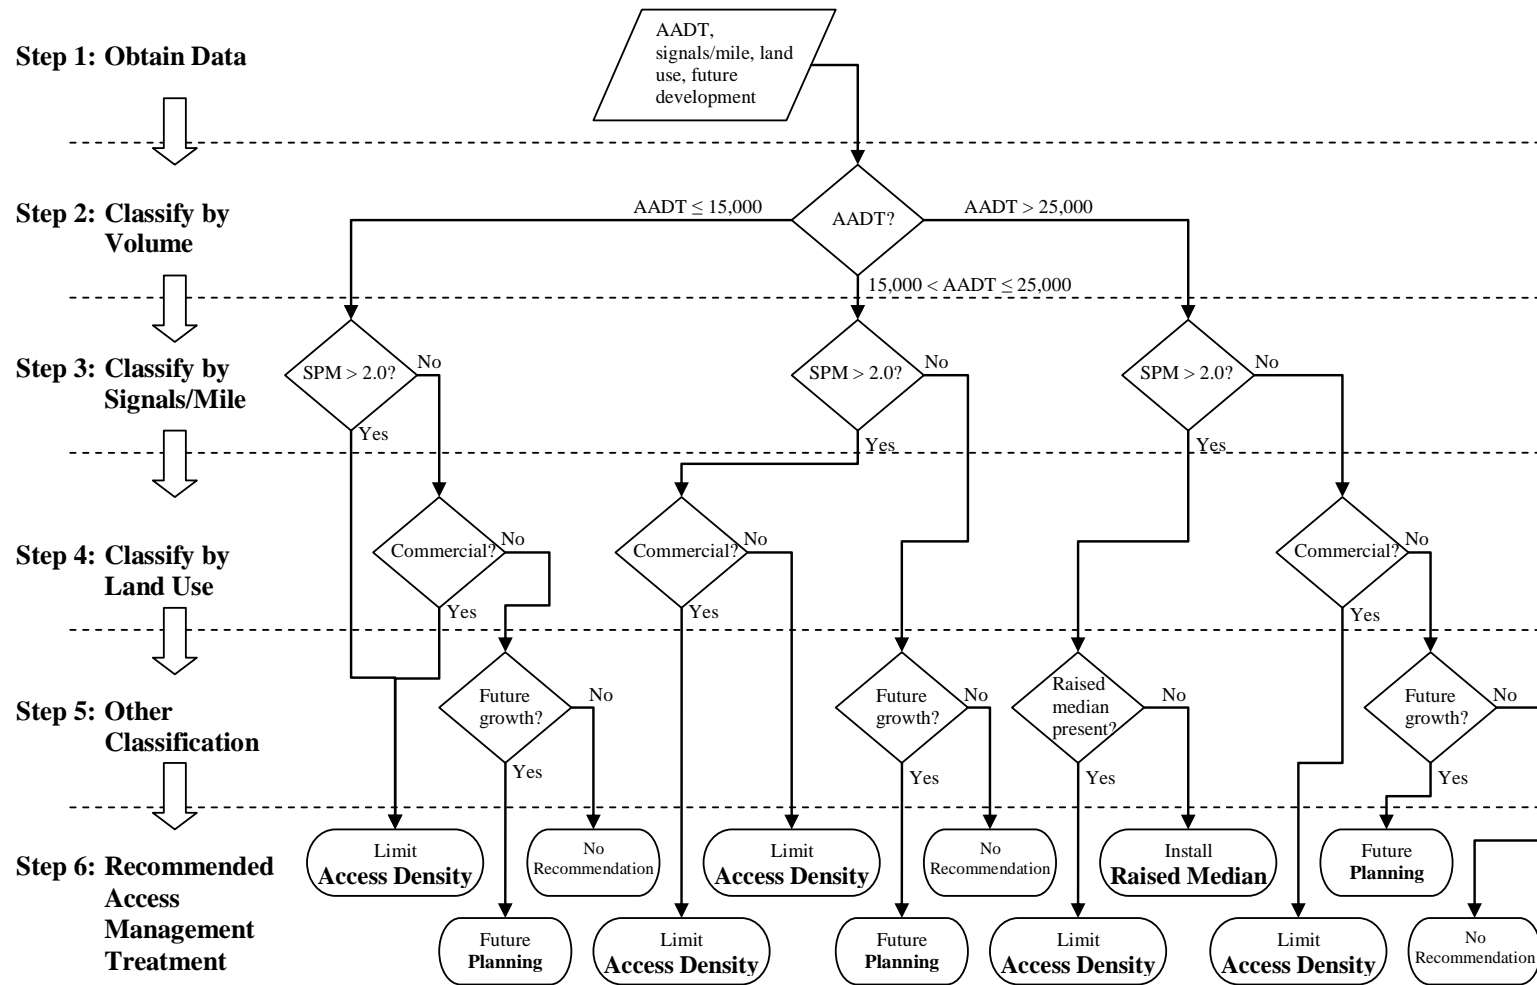 Step 1: Obtain Data
AADT,
signals/mile, land
use, future
development
Step 2: Classify by
Volume
AADT ≤ 15,000
AADT?
AADT > 25,000
15,000 < AADT ≤ 25,000
Step 3: Classify by
Signals/Mile
SPM > 2.0?
No
Yes
SPM > 2.0?
No
Yes
SPM > 2.0?
No
Yes
Step 4: Classify by
Land Use
Commercial?
No
Yes
Commercial?
No
Yes
Commercial?
No
Yes
Step 5: Other
Classification
Future
growth?
No
Yes
Future
growth?
No
Yes
Raised
median
present?
No
Yes
Future
growth?
No
Yes
Step 6: Recommended
Access
Management
Treatment
Limit
Access Density
No
Recommendation
Limit
Access Density
No
Recommendation
Install
Raised Median
Future
Planning
Future
Planning
Limit
Access Density
Future
Planning
Limit
Access Density
Limit
Access Density
No
Recommendation